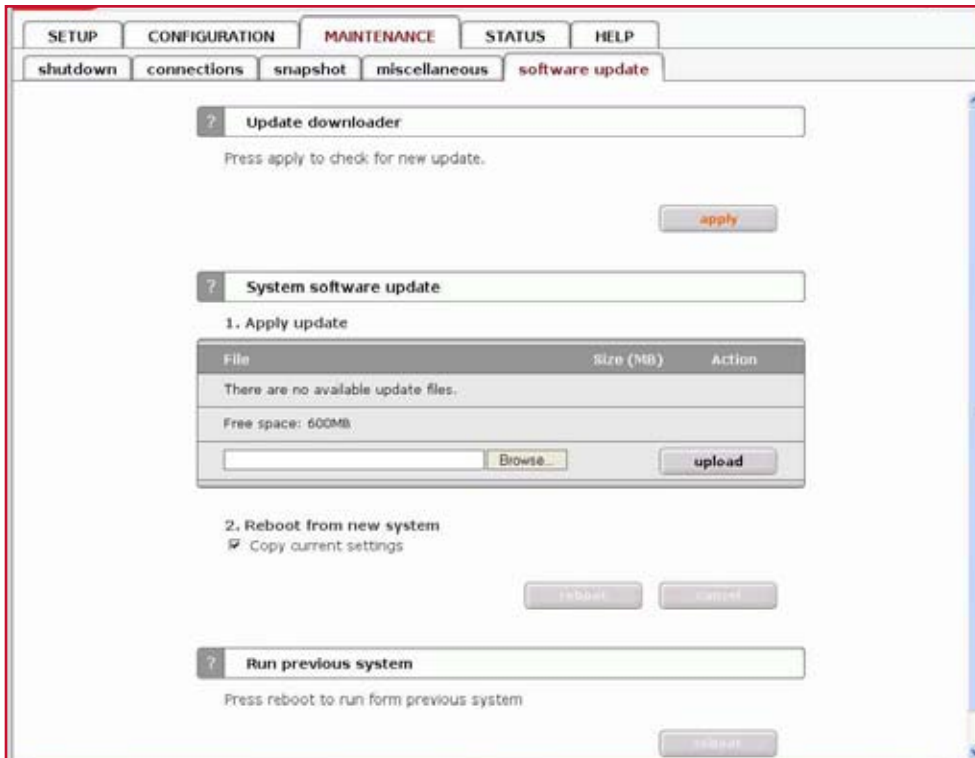 SETUP CONFIGURATION MAINTENANCE STATUS HELP
shutdown connections snapshot miscellaneous software update
? Update downloader
Press apply to check for new update.
apply
? System software update
1. Apply update
File Size (MB) Action
There are no available update files.
Free space: 600MB
Browse... upload
2. Reboot from new system
Copy current settings
reboot cancel
? Run previous system
Press reboot to run form previous system
reboot